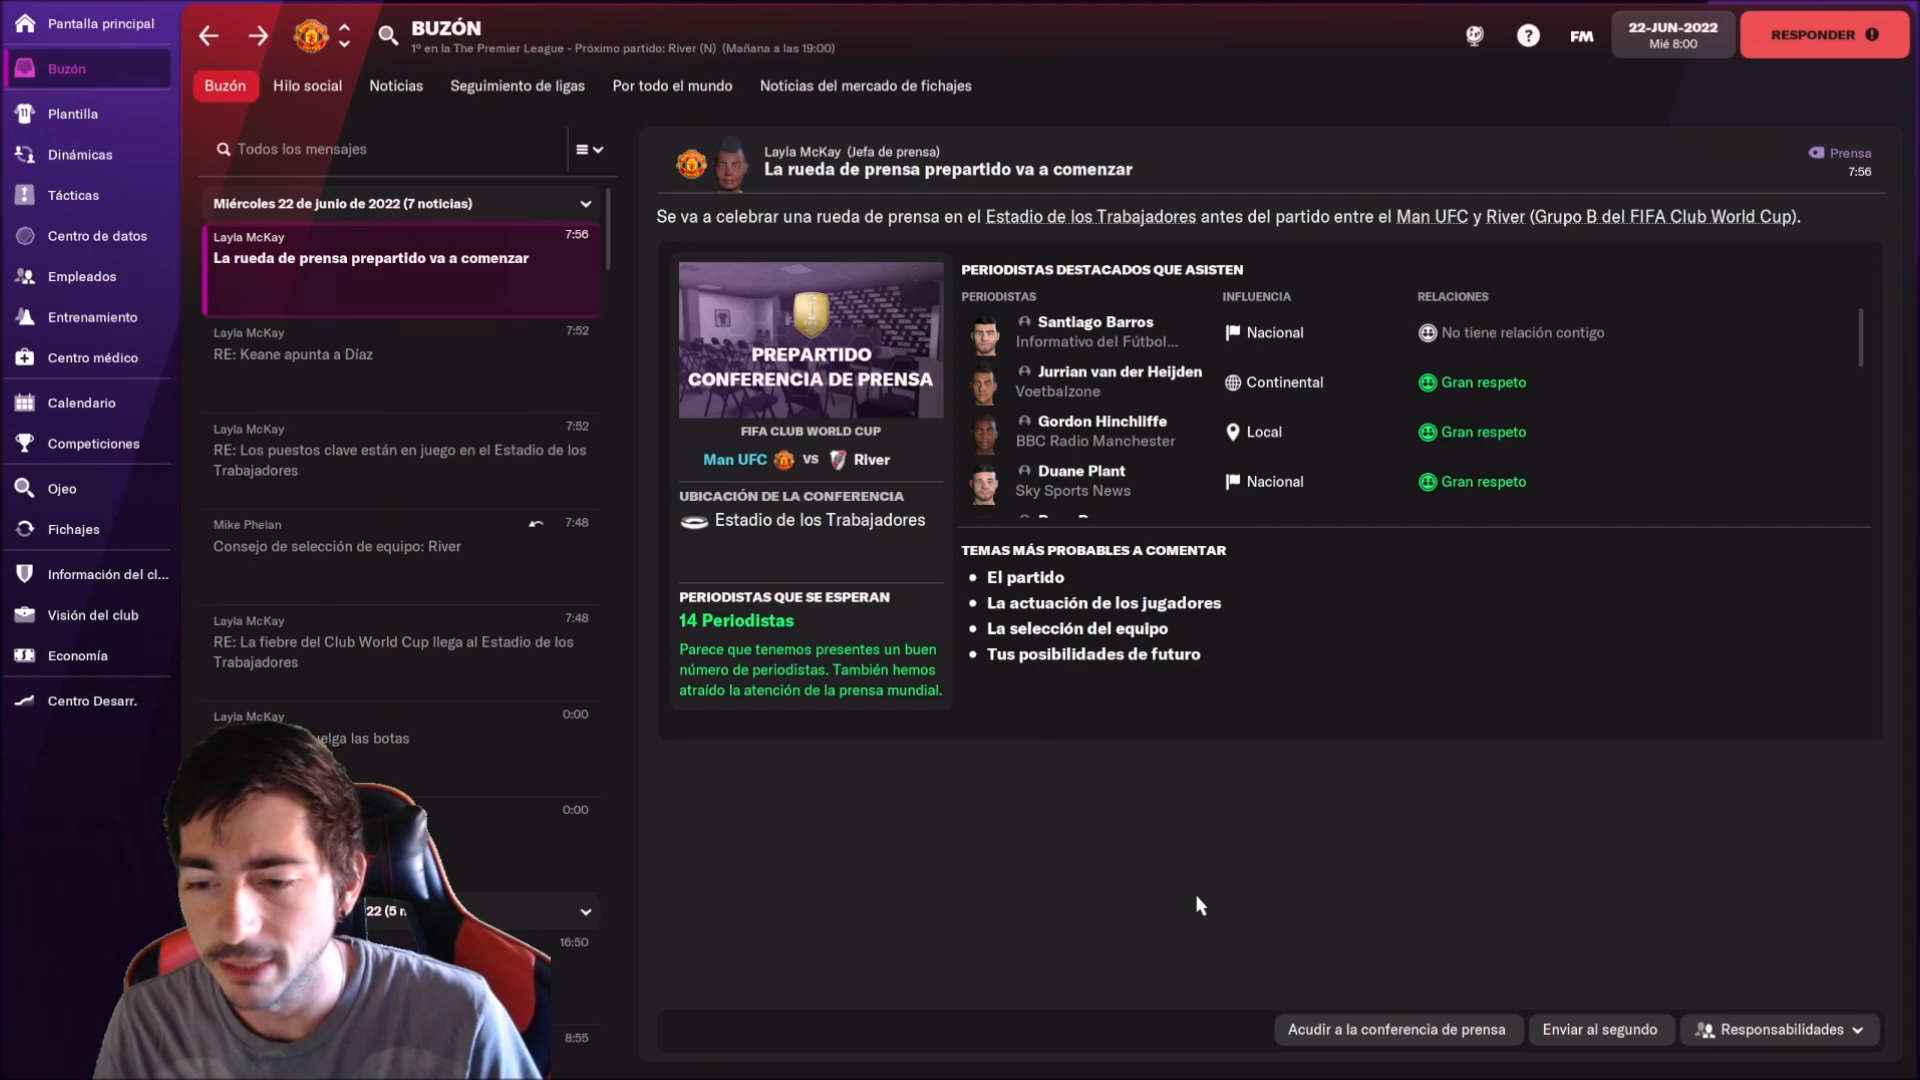 Pantalla principal
Buzón
Plantilla
Dinámicas
Tácticas
Centro de datos
Empleados
Entrenamiento
Centro médico
Calendario
Competiciones
Ojeo
Fichajes
Información del cl...
Visión del club
Economía
Centro Desarr.
BUZÓN
1º en la The Premier League - Próximo partido: River (N) (Mañana a las 19:00)
FM
22-JUN-2022
Mié 8:00
RESPONDER
Buzón Hilo social Noticias Seguimiento de ligas Por todo el mundo Noticias del mercado de fichajes
Todos los mensajes
Miércoles 22 de junio de 2022 (7 noticias)
Layla McKay 7:56
La rueda de prensa prepartido va a comenzar
Layla McKay 7:52
RE: Keane apunta a Díaz
Layla McKay 7:52
RE: Los puestos clave están en juego en el Estadio de los
Trabajadores
Mike Phelan 7:48
Consejo de selección de equipo: River
Layla McKay 7:48
RE: La fiebre del Club World Cup llega al Estadio de los
Trabajadores
Layla McKay 0:00
las botas
0:00
22 (5
16:50
8:55
Layla McKay (Jefa de prensa)
La rueda de prensa prepartido va a comenzar
Prensa
7:56
Se va a celebrar una rueda de prensa en el Estadio de los Trabajadores antes del partido entre el Man UFC y River (Grupo B del FIFA Club World Cup).
PREPARTIDO
CONFERENCIA DE PRENSA
FIFA CLUB WORLD CUP
Man UFC vs River
UBICACIÓN DE LA CONFERENCIA
Estadio de los Trabajadores
PERIODISTAS QUE SE ESPERAN
14 Periodistas
Parece que tenemos presentes un buen
número de periodistas. También hemos
atraído la atención de la prensa mundial.
PERIODISTAS DESTACADOS QUE ASISTEN
PERIODISTAS INFLUENCIA RELACIONES
Santiago Barros
Informativo del Fútbol...
Nacional
No tiene relación contigo
Jurrian van der Heijden
Voetbalzone
Continental
Gran respeto
Gordon Hinchliffe
BBC Radio Manchester
Local
Gran respeto
Duane Plant
Sky Sports News
Nacional
Gran respeto
TEMAS MÁS PROBABLES A COMENTAR
• El partido
• La actuación de los jugadores
• La selección del equipo
• Tus posibilidades de futuro
Acudir a la conferencia de prensa
Enviar al segundo
Responsabilidades